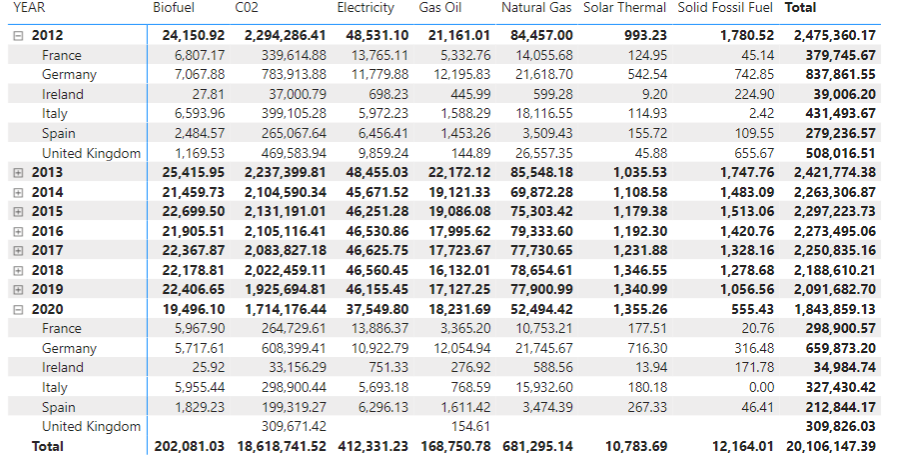 YEAR Biofuel C02 Electricity Gas Oil Natural Gas Solar Thermal Solid Fossil Fuel Total
2012 24,150.92 2,294,286.41 48,531.10 21,161.01 84,457.00 993.23 1,780.52 2,475,360.17
France 6,807.17 339,614.88 13,765.11 5,332.76 14,055.68 124.95 45.14 379,745.67
Germany 7,067.88 783,913.88 11,779.88 12,195.83 21,618.70 542.54 742.85 837,861.55
Ireland 27.81 37,000.79 698.23 445.99 599.28 9.20 224.90 39,006.20
Italy 6,593.96 399,105.28 5,972.23 1,588.29 18,116.55 114.93 2.42 431,493.67
Spain 2,484.57 265,067.64 6,456.41 1,453.26 3,509.43 155.72 109.55 279,236.57
United Kingdom 1,169.53 469,583.94 9,859.24 144.89 26,557.35 45.88 655.67 508,016.51
2013 25,415.95 2,237,399.81 48,455.03 22,172.12 85,548.18 1,035.53 1,747.76 2,421,774.38
2014 21,459.73 2,104,590.34 45,671.52 19,121.33 69,872.28 1,108.58 1,483.09 2,263,306.87
2015 22,699.50 2,131,191.01 46,251.28 19,086.08 75,303.42 1,179.38 1,513.06 2,297,223.73
2016 21,905.51 2,105,116.41 46,530.86 17,995.62 79,333.60 1,192.30 1,420.76 2,273,495.06
2017 22,367.87 2,083,827.18 46,625.75 17,723.67 77,730.65 1,231.88 1,328.16 2,250,835.16
2018 22,178.81 2,022,459.11 46,560.45 16,132.01 78,654.61 1,346.55 1,278.68 2,188,610.21
2019 22,406.65 1,925,694.81 46,155.45 17,127.25 77,900.99 1,340.99 1,056.56 2,091,682.70
2020 19,496.10 1,714,176.44 37,549.80 18,231.69 52,494.42 1,355.26 555.43 1,843,859.13
France 5,967.90 264,729.61 13,886.37 3,365.20 10,753.21 177.51 20.76 298,900.57
Germany 5,717.61 608,399.41 10,922.79 12,054.94 21,745.67 716.30 316.48 659,873.20
Ireland 25.92 33,156.29 751.33 276.92 588.56 13.94 171.78 34,984.74
Italy 5,955.44 298,900.44 5,693.18 768.59 15,932.60 180.18 0.00 327,430.42
Spain 1,829.23 199,319.27 6,296.13 1,611.42 3,474.39 267.33 46.41 212,844.17
United Kingdom 309,671.42 154.61 309,826.03
Total 202,081.03 18,618,741.52 412,331.23 168,750.78 681,295.14 10,783.69 12,164.01 20,106,147.39